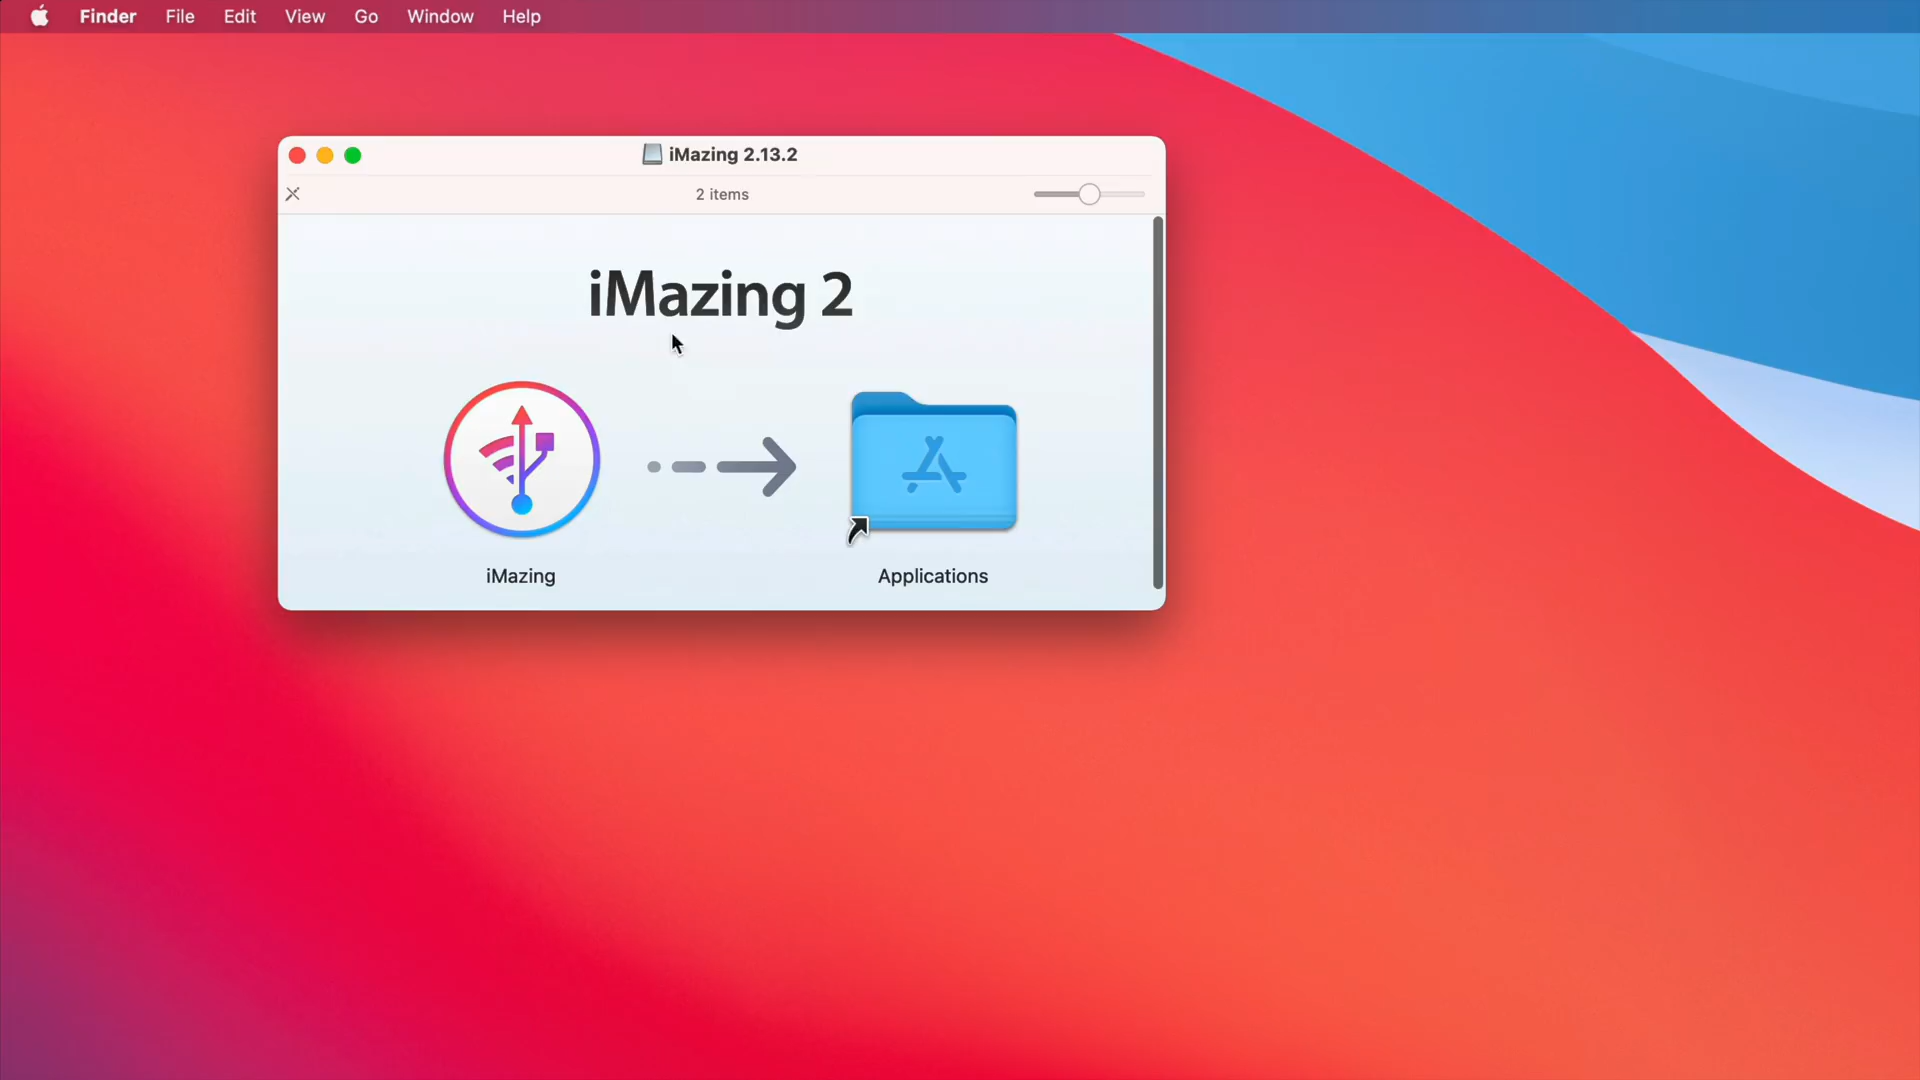 Finder File Edit View Go Window Help
iMazing 2.13.2
2 items
iMazing 2
iMazing
Applications